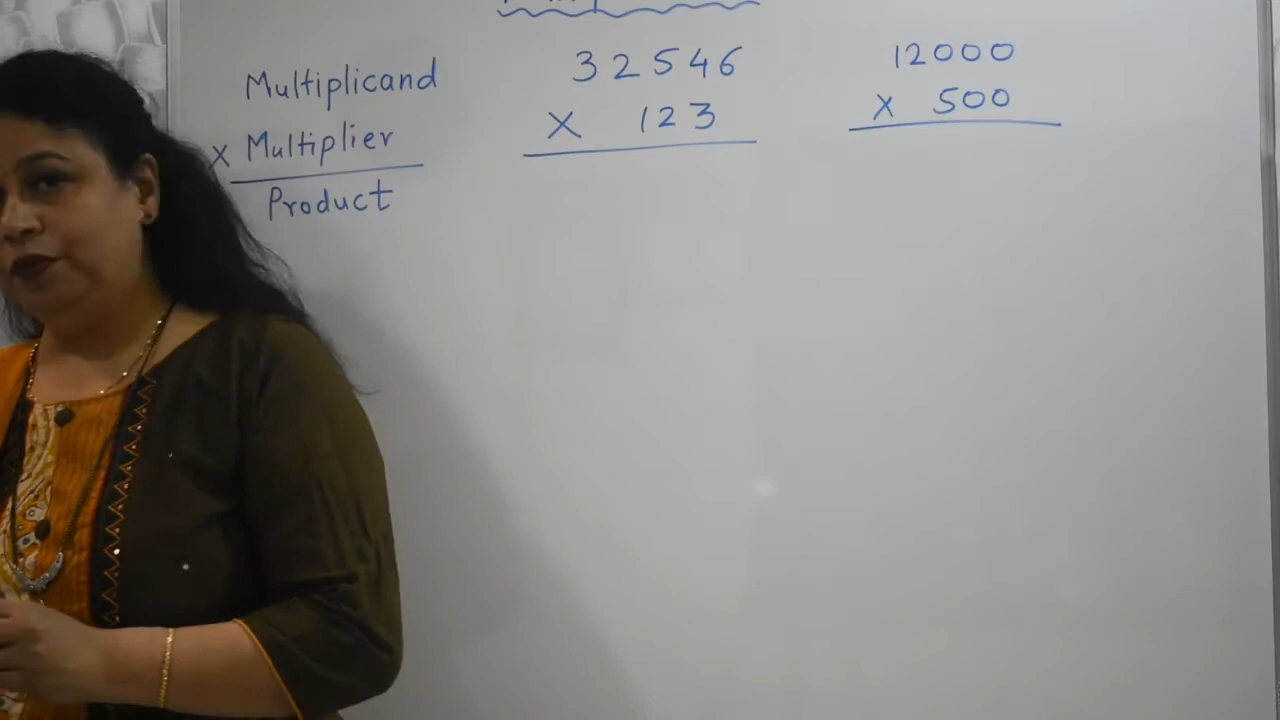 Multiplicand
x Multiplier
Product
32546
x 123
12000
x 500